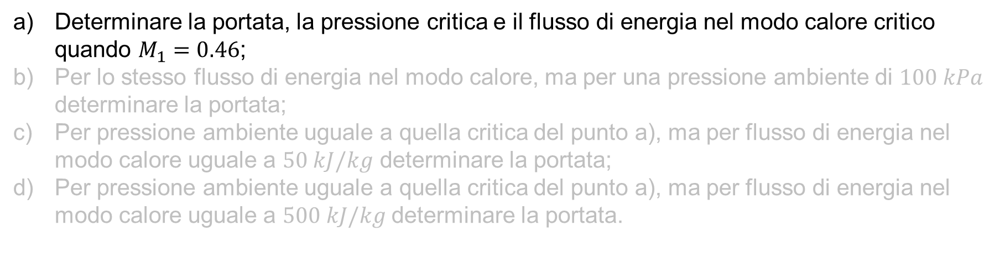 a) Determinare la portata, la pressione critica e il flusso di energia nel modo calore critico
quando M₁ = 0.46;
b) Per lo stesso flusso di energia nel modo calore, ma per una pressione ambiente di 100 kPa
determinare la portata;
c) Per pressione ambiente uguale a quella critica del punto a), ma per flusso di energia nel
modo calore uguale a 50 kJ/kg determinare la portata;
d) Per pressione ambiente uguale a quella critica del punto a), ma per flusso di energia nel
modo calore uguale a 500 kJ/kg determinare la portata.